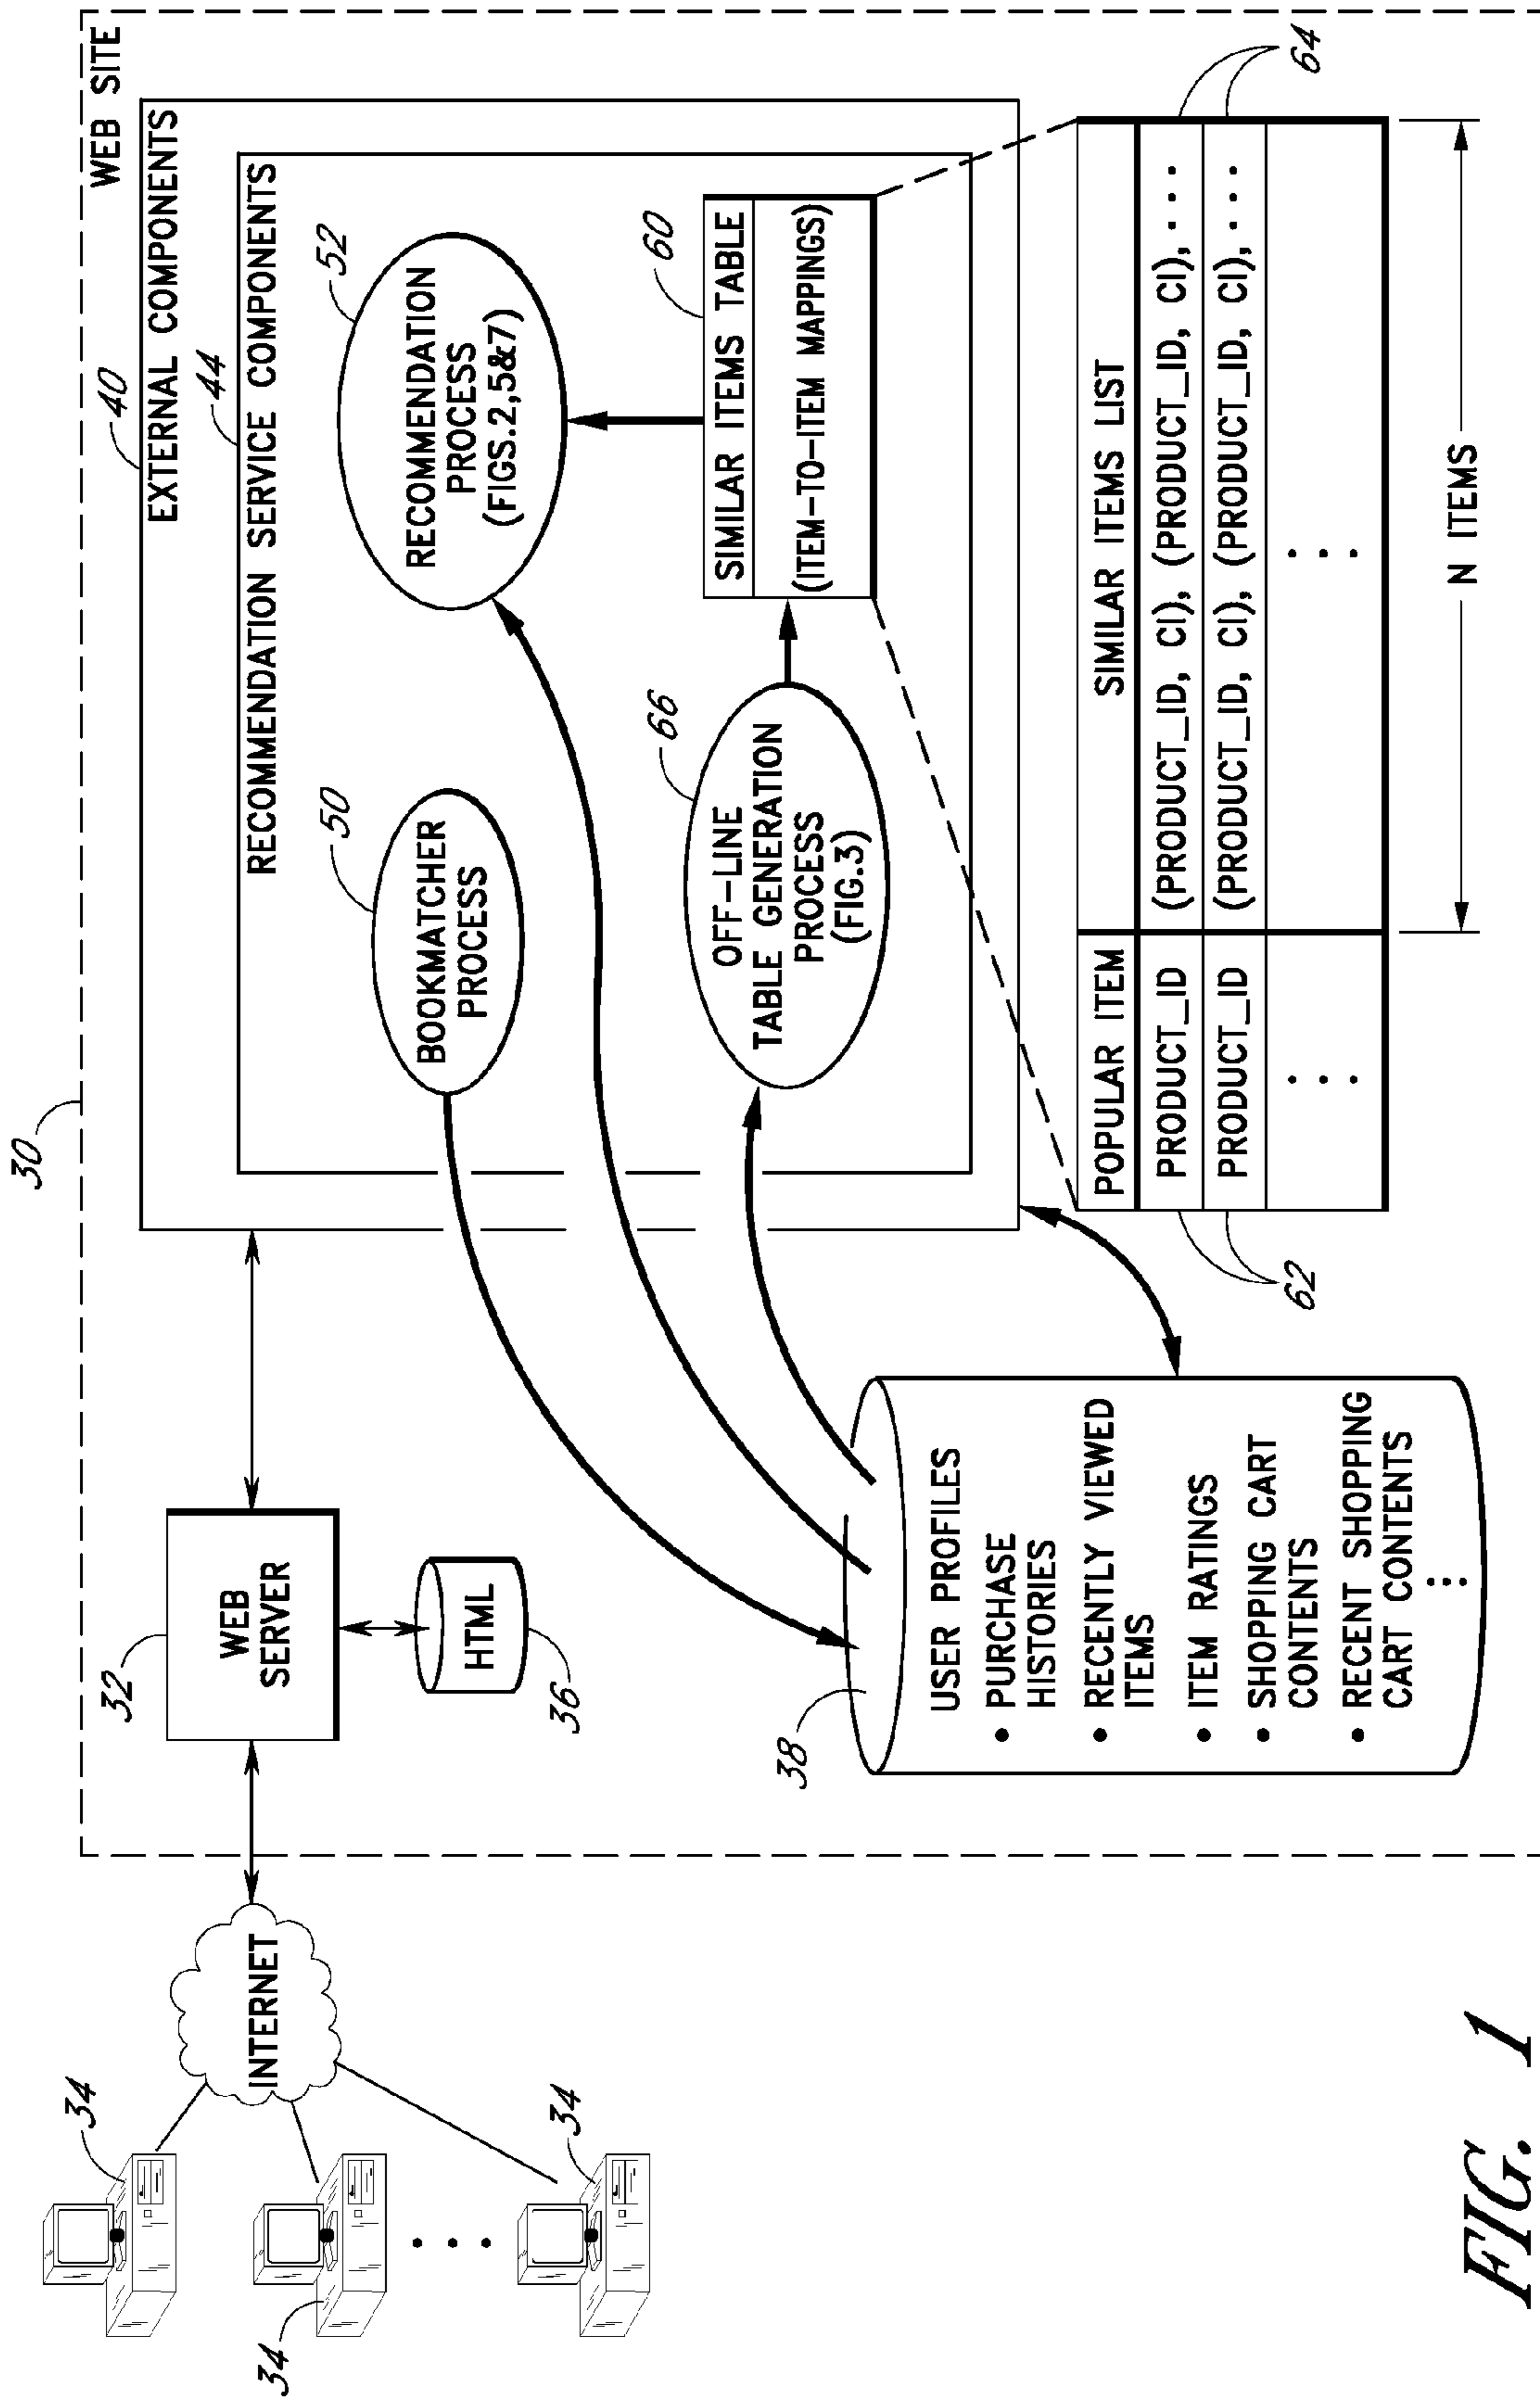 30
WEB SITE
40
EXTERNAL COMPONENTS
44
RECOMMENDATION SERVICE COMPONENTS
34
34
34
INTERNET
32
WEB
SERVER
HTML
36
50
BOOKMATCHER
PROCESS
52
RECOMMENDATION
PROCESS
(FIGS.2,5&7)
66
OFF-LINE
TABLE GENERATION
PROCESS
(FIG.3)
60
SIMILAR ITEMS TABLE
(ITEM-TO-ITEM MAPPINGS)
38
USER PROFILES
• PURCHASE
HISTORIES
• RECENTLY VIEWED
ITEMS
• ITEM RATINGS
• SHOPPING CART
CONTENTS
• RECENT SHOPPING
CART CONTENTS
POPULAR ITEM SIMILAR ITEMS LIST
PRODUCT_ID (PRODUCT_ID, CI), (PRODUCT_ID, CI), ...
PRODUCT_ID (PRODUCT_ID, CI), (PRODUCT_ID, CI), ...
62
64
N ITEMS
FIG. 1